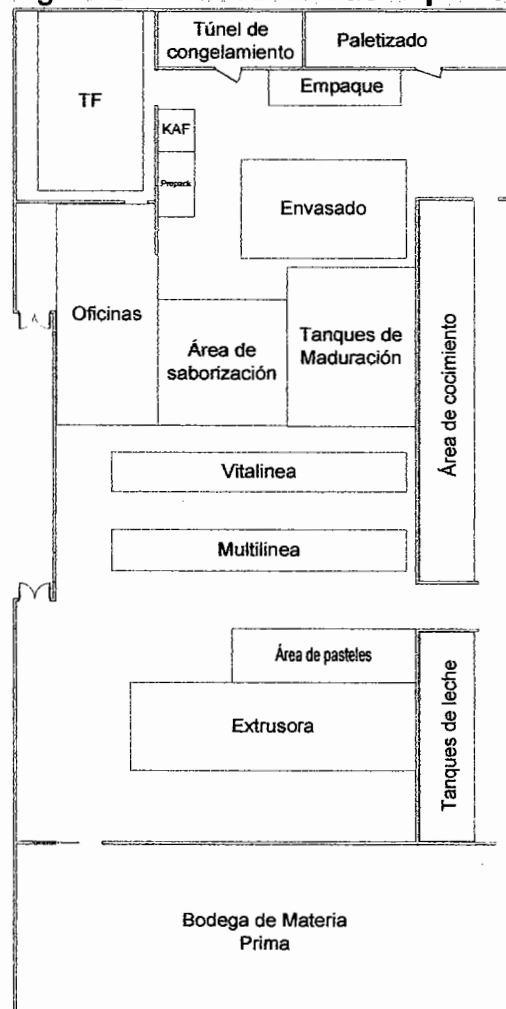 Túnel de
congelamiento
Paletizado
TF
Empaque
KAF
Prepack
Envasado
Oficinas
Área de
saborización
Tanques de
Maduración
Área de cocimiento
Vitalinea
Multilinea
Área de pasteles
Extrusora
Tanques de leche
Bodega de Materia
Prima